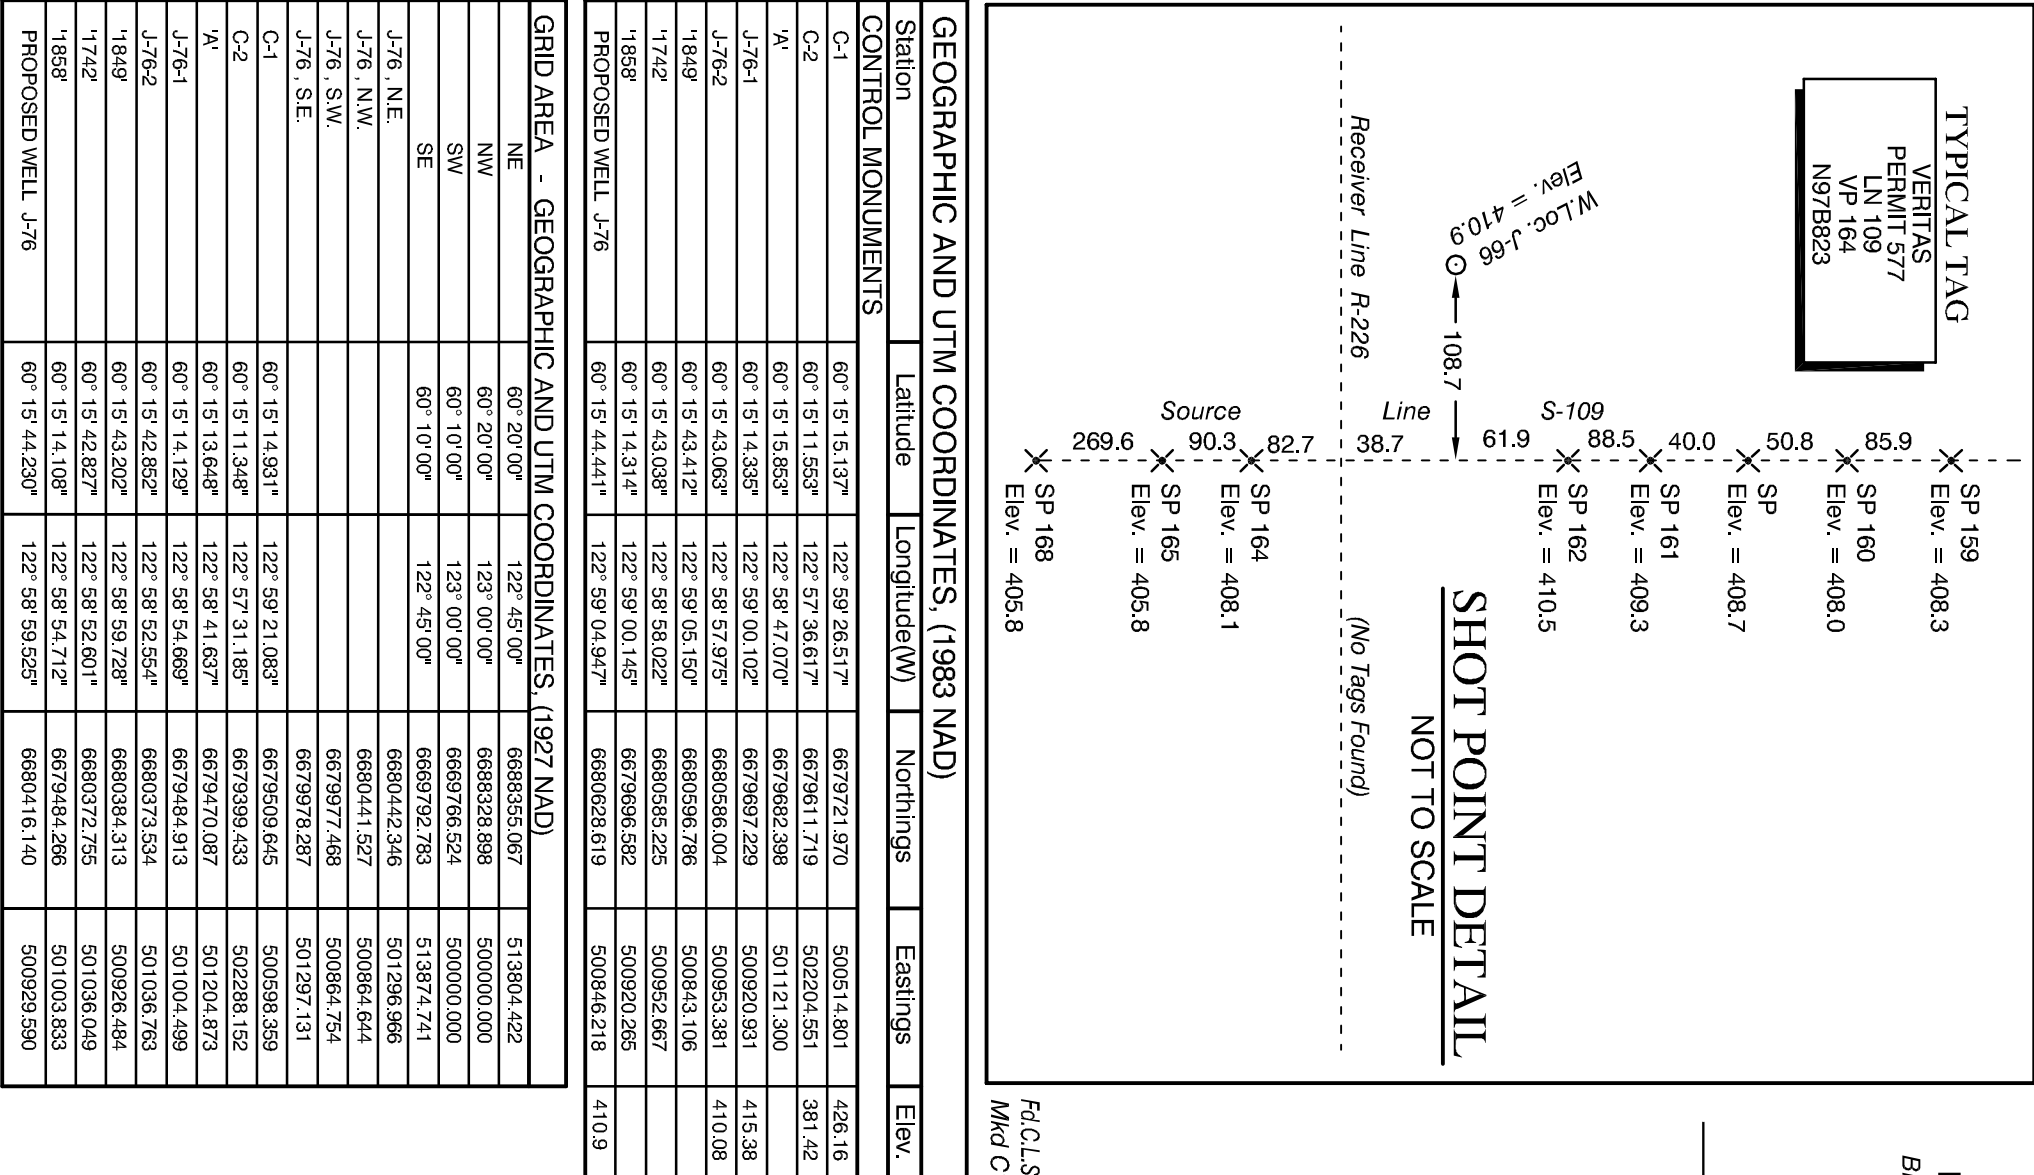 TYPICAL TAG
VERITAS
PERMIT 577
LN 109
VP 164
N97B823
SP 159
Elev. = 408.3
85.9
SP 160
Elev. = 408.0
50.8
SP
Elev. = 408.7
40.0
SP 161
Elev. = 409.3
88.5
SP 162
Elev. = 410.5
61.9
S-109
Line
Source
38.7
82.7
SP 164
Elev. = 408.1
90.3
SP 165
Elev. = 405.8
269.6
SP 168
Elev. = 405.8
W.Loc. J-66
Elev. = 410.9
108.7
Receiver Line R-226
(No Tags Found)
SHOT POINT DETAIL
NOT TO SCALE
Fd.C.L.S
Mkd C
GEOGRAPHIC AND UTM COORDINATES, (1983 NAD)
Station Latitude Longitude(W) Northings Eastings Elev.
CONTROL MONUMENTS
C-1 60° 15' 15.137" 122° 59' 26.517" 6679721.970 500514.801 426.16
C-2 60° 15' 11.553" 122° 57' 36.617" 6679611.719 502204.551 381.42
'A' 60° 15' 15.853" 122° 58' 47.070" 6679682.398 501121.300
J-76-1 60° 15' 14.335" 122° 59' 00.102" 6679697.229 500920.931 415.38
J-76-2 60° 15' 43.063" 122° 58' 57.975" 6680586.004 500953.381 410.08
'1849' 60° 15' 43.412" 122° 59' 05.150" 6680596.786 500843.106
'1742' 60° 15' 43.038" 122° 58' 58.022" 6680585.225 500952.667
'1858' 60° 15' 14.314" 122° 59' 00.145" 6679696.582 500920.265
PROPOSED WELL J-76 60° 15' 44.441" 122° 59' 04.947" 6680628.619 500846.218 410.9
GRID AREA - GEOGRAPHIC AND UTM COORDINATES, (1927 NAD)
NE 60° 20' 00" 122° 45' 00" 6688355.067 513804.422
NW 60° 20' 00" 123° 00' 00" 6688328.898 500000.000
SW 60° 10' 00" 123° 00' 00" 6669766.524 500000.000
SE 60° 10' 00" 122° 45' 00" 6669792.783 513874.741
J-76 , N.E. 6680442.346 501296.966
J-76 , N.W. 6680441.527 500864.644
J-76 , S.W. 6679977.468 500864.754
J-76 , S.E. 6679978.287 501297.131
C-1 60° 15' 14.931" 122° 59' 21.083" 6679509.645 500598.359
C-2 60° 15' 11.348" 122° 57' 31.185" 6679399.433 502288.152
'A' 60° 15' 13.648" 122° 58' 41.637" 6679470.087 501204.873
J-76-1 60° 15' 14.129" 122° 58' 54.669" 6679484.913 501004.499
J-76-2 60° 15' 42.852" 122° 58' 52.554" 6680373.534 501036.763
'1849' 60° 15' 43.202" 122° 58' 59.728" 6680384.313 500926.484
'1742' 60° 15' 42.827" 122° 58' 52.601" 6680372.755 501036.049
'1858' 60° 15' 14.108" 122° 58' 54.712" 6679484.266 501003.833
PROPOSED WELL J-76 60° 15' 44.230" 122° 58' 59.525" 6680416.140 500929.590